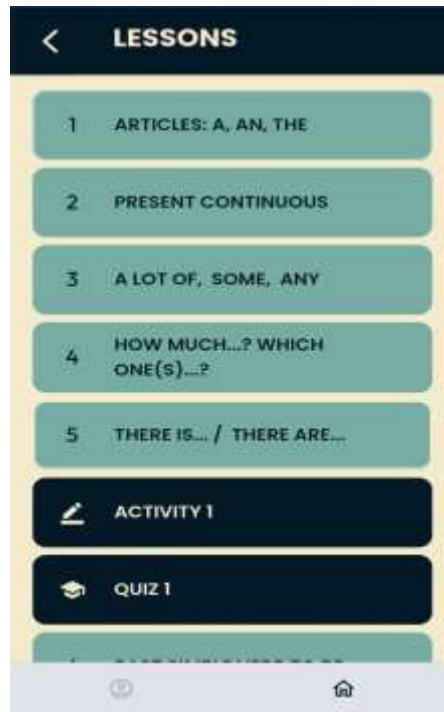 LESSONS
1 ARTICLES: A, AN, THE
2 PRESENT CONTINUOUS
3 A LOT OF, SOME, ANY
4 HOW MUCH...? WHICH
ONE(S)...?
5 THERE IS... / THERE ARE...
ACTIVITY 1
QUIZ 1